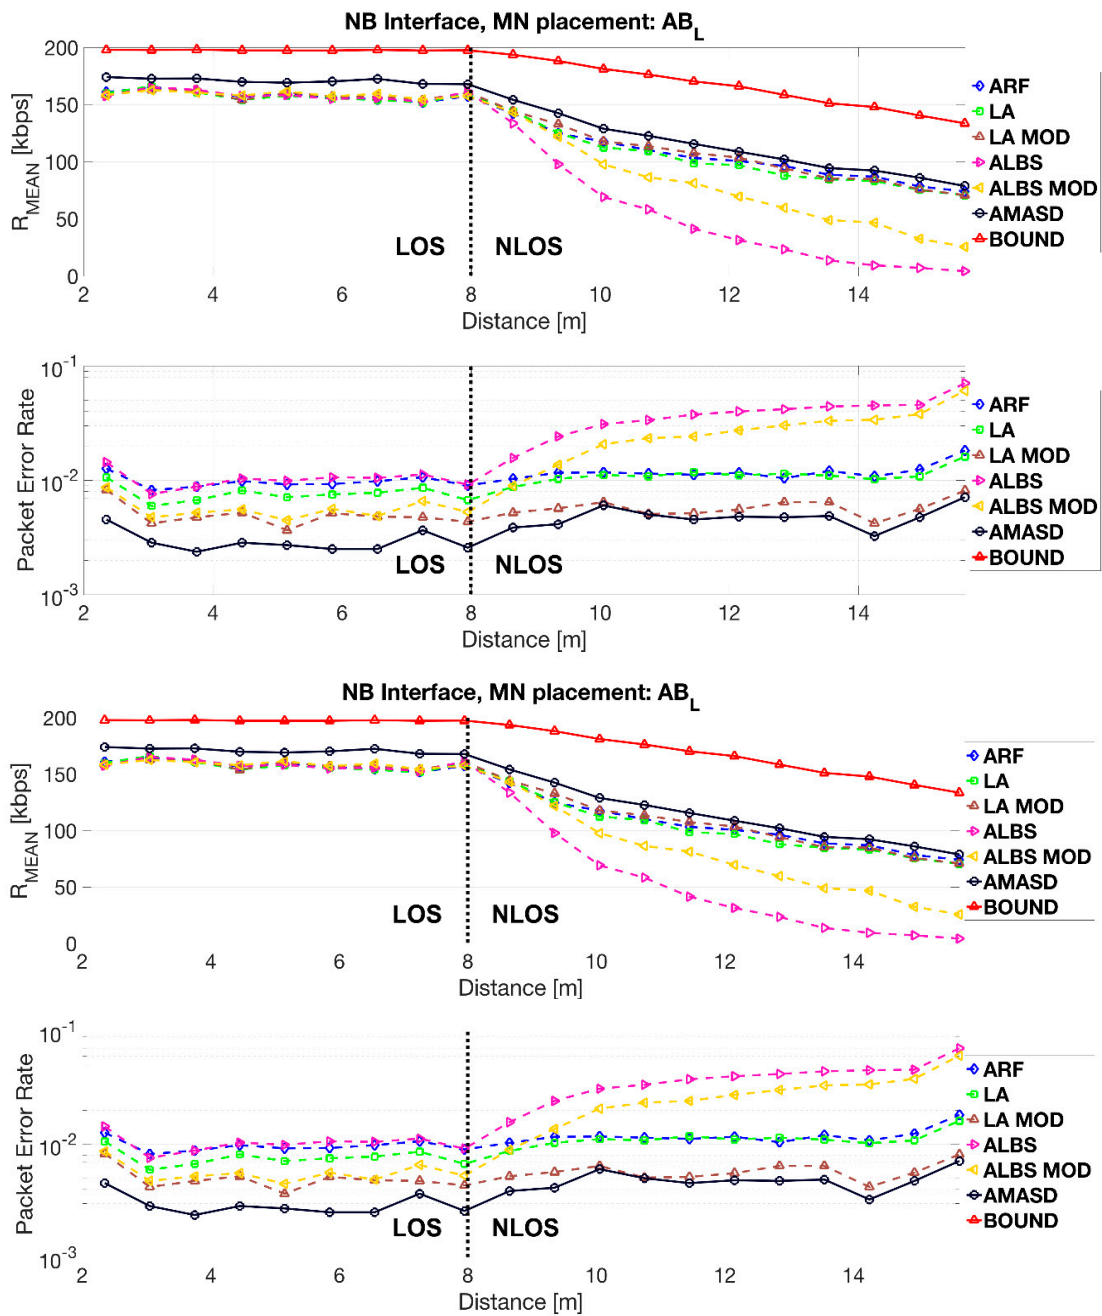 NB Interface, MN placement: AB_L
R_MEAN [kbps]
200
150
100
50
0
LOS
NLOS
2
4
6
8
10
12
14
Distance [m]
ARF
LA
LA MOD
ALBS
ALBS MOD
AMASD
BOUND
Packet Error Rate
10^-1
10^-2
10^-3
LOS
NLOS
2
4
6
8
10
12
14
Distance [m]
ARF
LA
LA MOD
ALBS
ALBS MOD
AMASD
BOUND
NB Interface, MN placement: AB_L
R_MEAN [kbps]
200
150
100
50
0
LOS
NLOS
2
4
6
8
10
12
14
Distance [m]
ARF
LA
LA MOD
ALBS
ALBS MOD
AMASD
BOUND
Packet Error Rate
10^-1
10^-2
10^-3
LOS
NLOS
2
4
6
8
10
12
14
Distance [m]
ARF
LA
LA MOD
ALBS
ALBS MOD
AMASD
BOUND